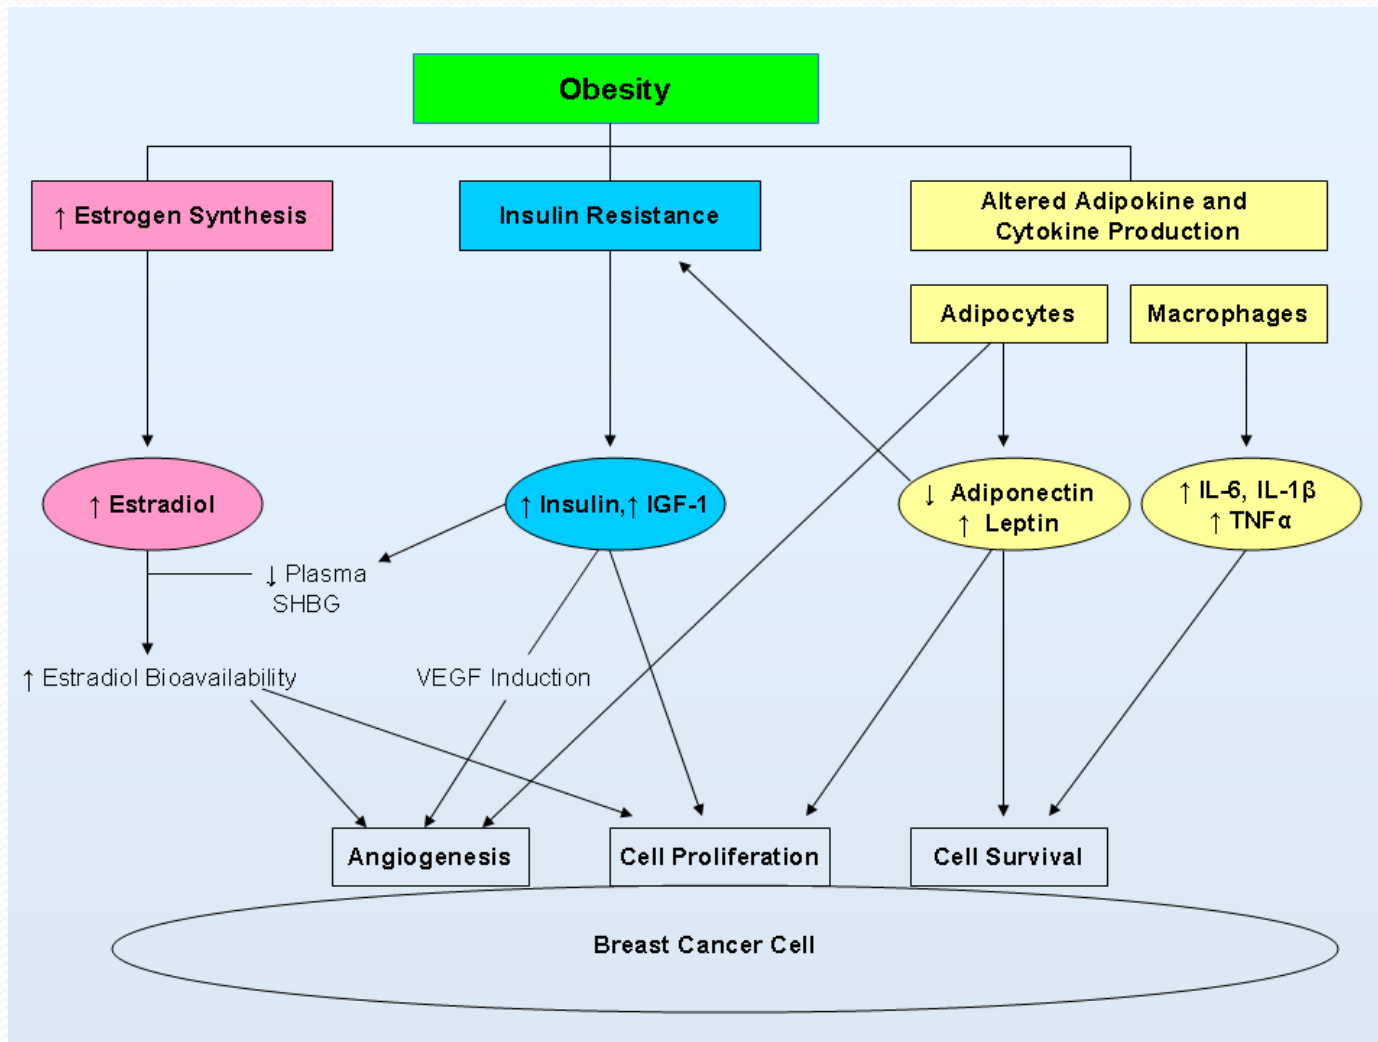 Obesity
↑ Estrogen Synthesis
Insulin Resistance
Altered Adipokine and
Cytokine Production
Adipocytes
Macrophages
↑ Estradiol
↑ Insulin,↑ IGF-1
↓ Adiponectin
↑ Leptin
↑ IL-6, IL-1β
↑ TNFα
↓ Plasma
SHBG
↑ Estradiol Bioavailability
VEGF Induction
Angiogenesis
Cell Proliferation
Cell Survival
Breast Cancer Cell